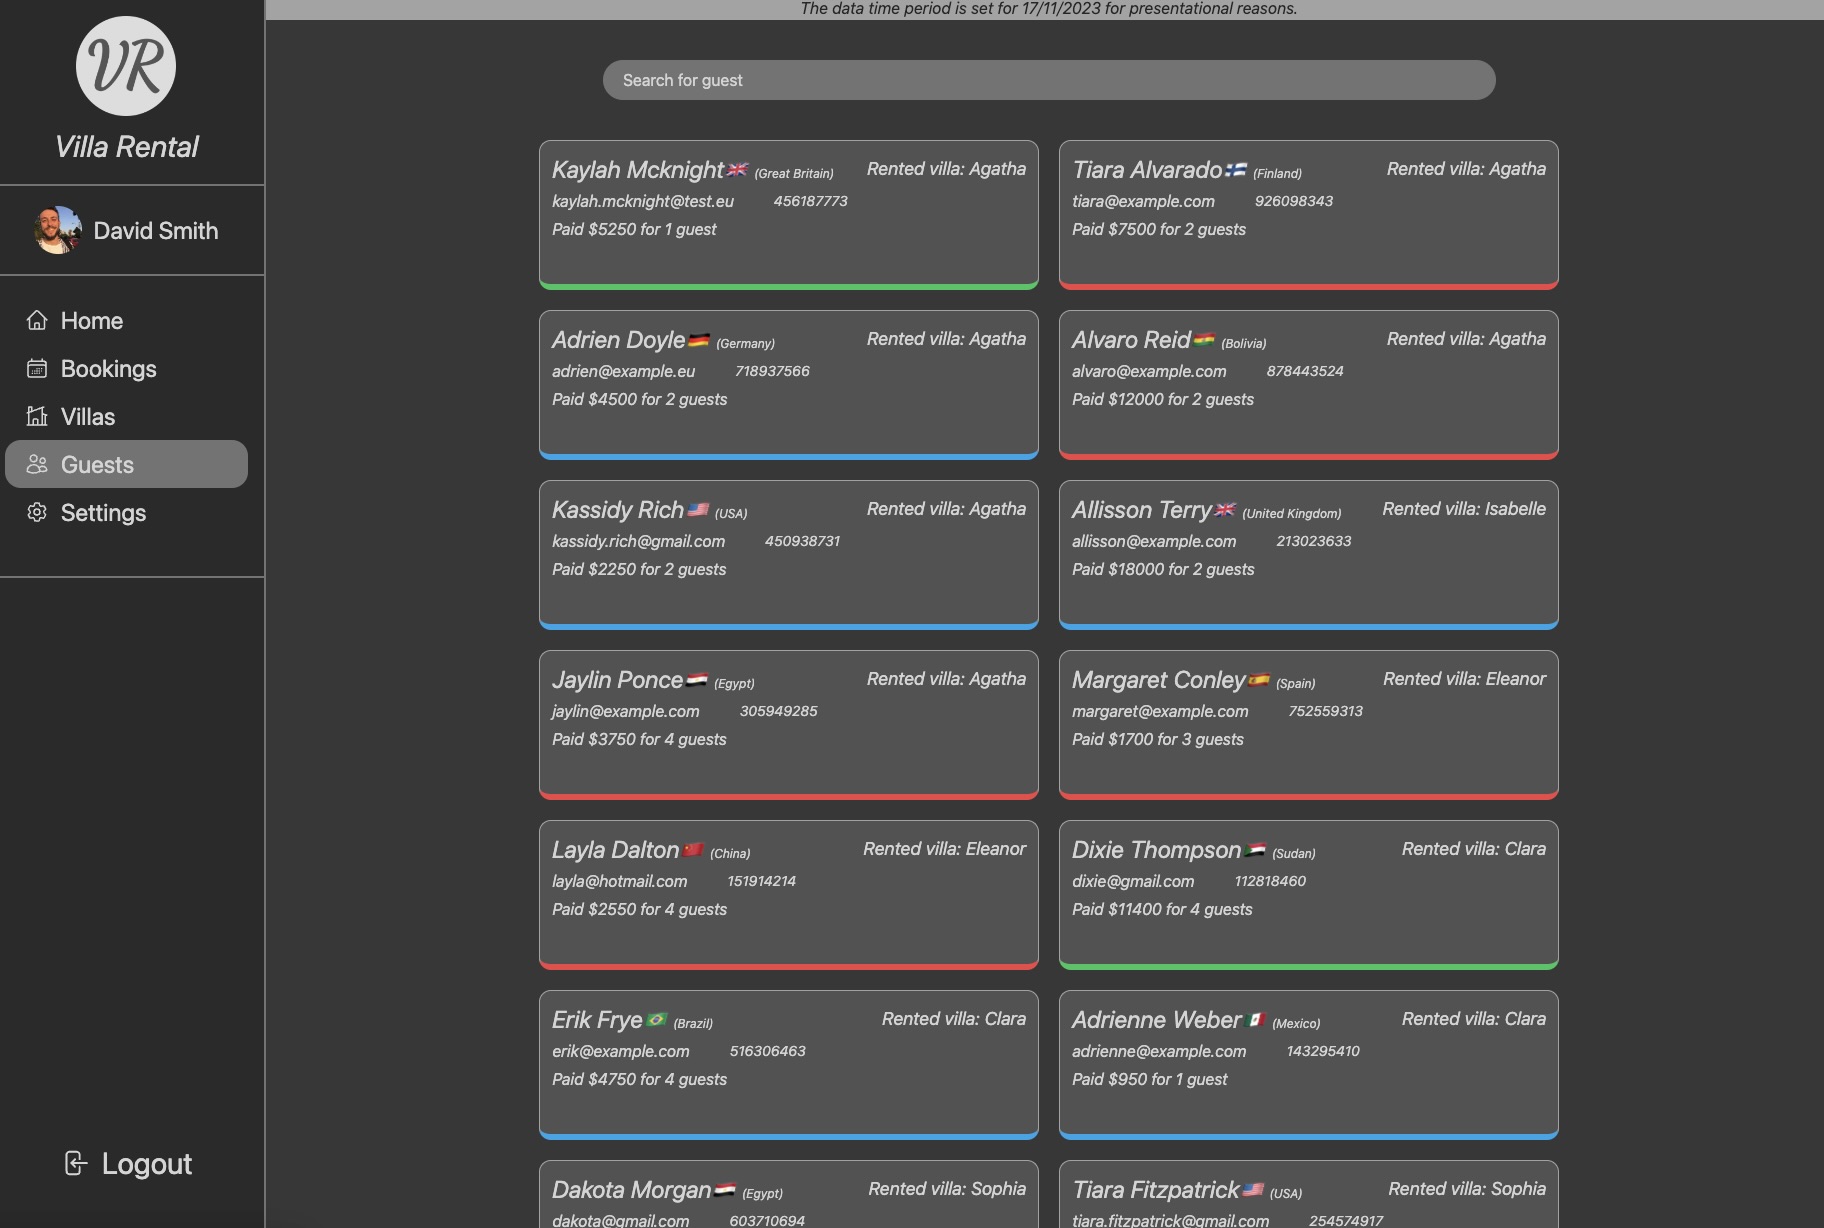 The data time period is set for 17/11/2023 for presentational reasons.
VR
Villa Rental
David Smith
Home
Bookings
Villas
Guests
Settings
Logout
Search for guest
Kaylah Mcknight (Great Britain) Rented villa: Agatha
kaylah.mcknight@test.eu 456187773
Paid $5250 for 1 guest
Tiara Alvarado (Finland) Rented villa: Agatha
tiara@example.com 926098343
Paid $7500 for 2 guests
Adrien Doyle (Germany) Rented villa: Agatha
adrien@example.eu 718937566
Paid $4500 for 2 guests
Alvaro Reid (Bolivia) Rented villa: Agatha
alvaro@example.com 878443524
Paid $12000 for 2 guests
Kassidy Rich (USA) Rented villa: Agatha
kassidy.rich@gmail.com 450938731
Paid $2250 for 2 guests
Allisson Terry (United Kingdom) Rented villa: Isabelle
allisson@example.com 213023633
Paid $18000 for 2 guests
Jaylin Ponce (Egypt) Rented villa: Agatha
jaylin@example.com 305949285
Paid $3750 for 4 guests
Margaret Conley (Spain) Rented villa: Eleanor
margaret@example.com 752559313
Paid $1700 for 3 guests
Layla Dalton (China) Rented villa: Eleanor
layla@hotmail.com 151914214
Paid $2550 for 4 guests
Dixie Thompson (Sudan) Rented villa: Clara
dixie@gmail.com 112818460
Paid $11400 for 4 guests
Erik Frye (Brazil) Rented villa: Clara
erik@example.com 516306463
Paid $4750 for 4 guests
Adrienne Weber (Mexico) Rented villa: Clara
adrienne@example.com 143295410
Paid $950 for 1 guest
Dakota Morgan (Egypt) Rented villa: Sophia
dakota@gmail.com 603710694
Tiara Fitzpatrick (USA) Rented villa: Sophia
tiara.fitzpatrick@gmail.com 254574917